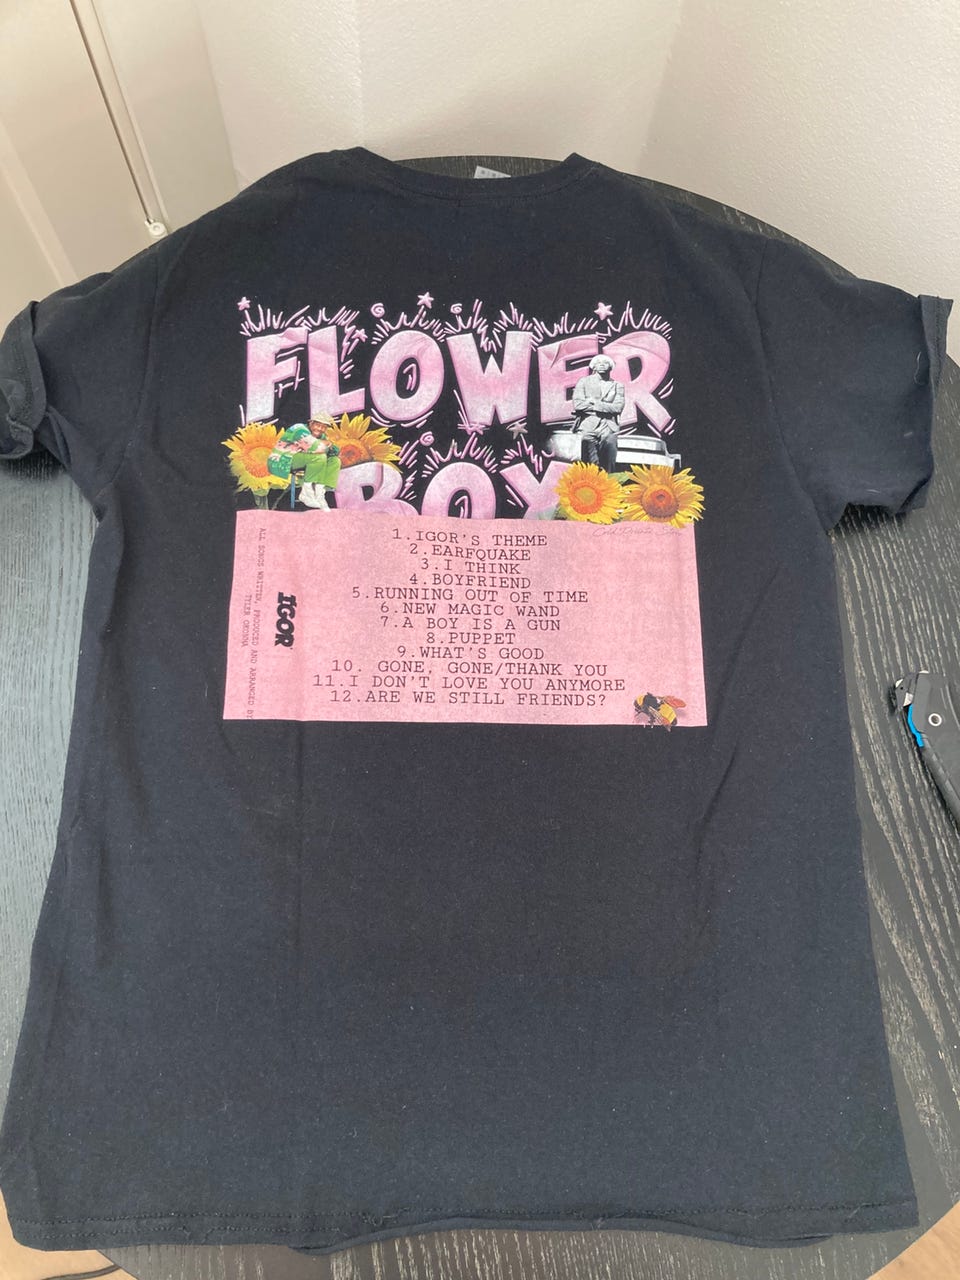 FLOWER
BOY
1.IGOR'S THEME
2.EARFQUAKE
3.I THINK
4.BOYFRIEND
5.RUNNING OUT OF TIME
6.NEW MAGIC WAND
7.A BOY IS A GUN
8.PUPPET
9.WHAT'S GOOD
10. GONE, GONE/THANK YOU
11.I DON'T LOVE YOU ANYMORE
12.ARE WE STILL FRIENDS?
IGOR
ALL SONGS WRITTEN, PRODUCED AND ARRANGED BY
TYLER OKONMA